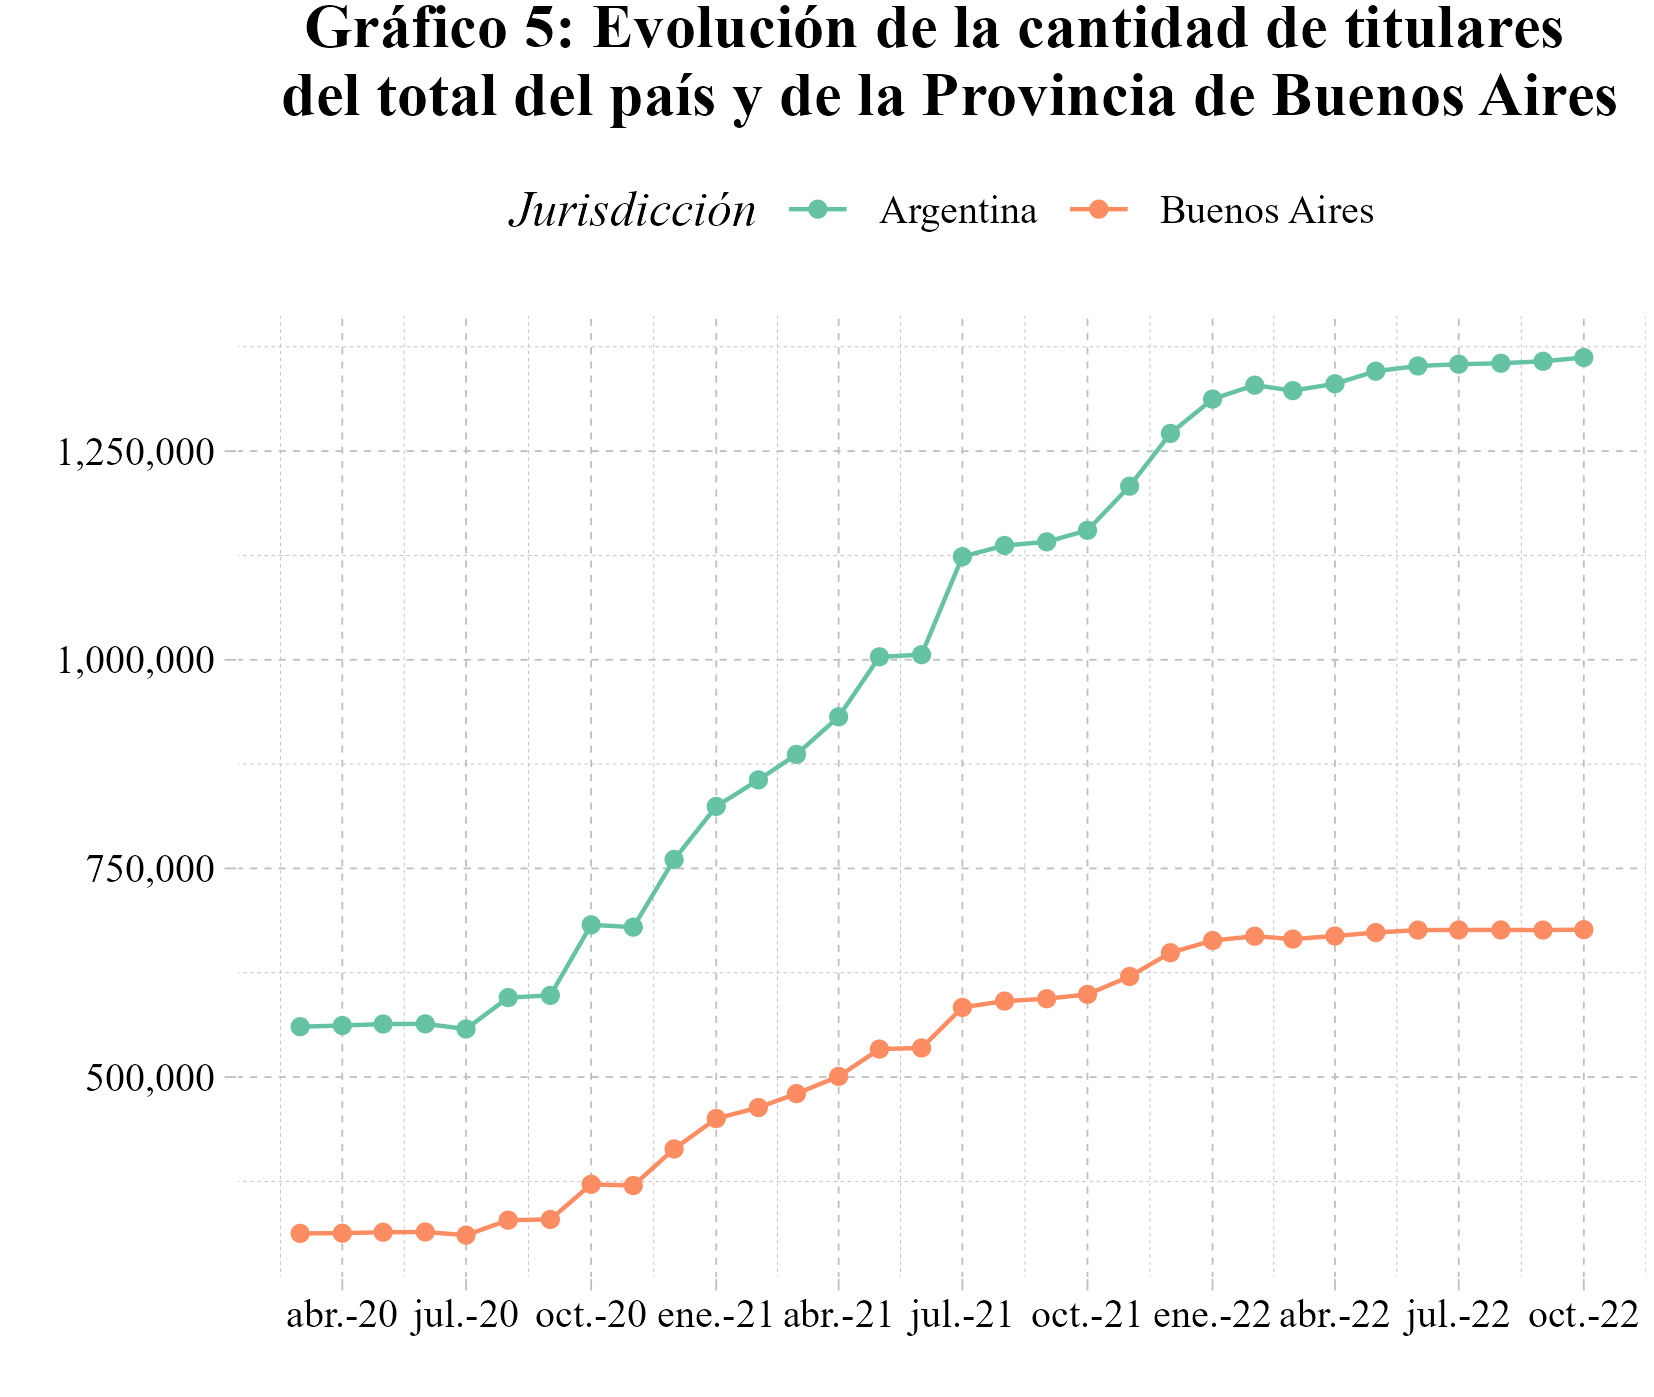 Gráfico 5: Evolución de la cantidad de titulares
del total del país y de la Provincia de Buenos Aires
Jurisdicción Argentina Buenos Aires
1,250,000
1,000,000
750,000
500,000
abr.-20 jul.-20 oct.-20 ene.-21 abr.-21 jul.-21 oct.-21 ene.-22 abr.-22 jul.-22 oct.-22